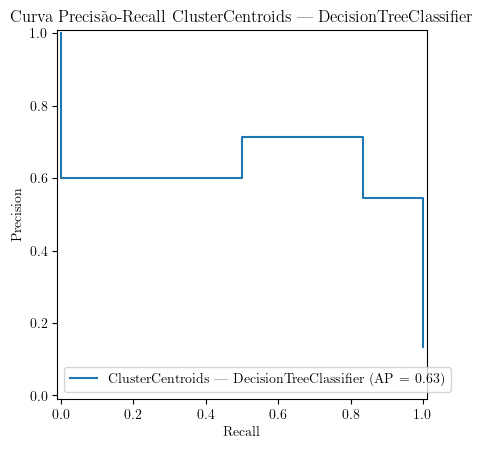 Curva Precisão-Recall ClusterCentroids — DecisionTreeClassifier
1.0
0.8
0.6
0.4
0.2
0.0
Precision
ClusterCentroids — DecisionTreeClassifier (AP = 0.63)
0.0 0.2 0.4 0.6 0.8 1.0
Recall